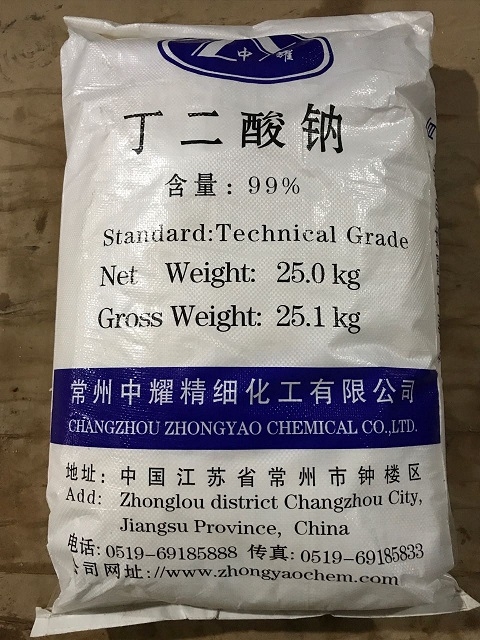 中 耀
丁二酸钠
含量: 99%
Standard:Technical Grade
Net Weight: 25.0 kg
Gross Weight: 25.1 kg
常州中耀精细化工有限公司
CHANGZHOU ZHONGYAO CHEMICAL CO.,LTD.
地址: 中国江苏省常州市钟楼区
Add: Zhonglou district Changzhou City,
Jiangsu Province, China
电话: 0519-69185888 传真: 0519-69185833
公司网址://www.zhongyaochem.com